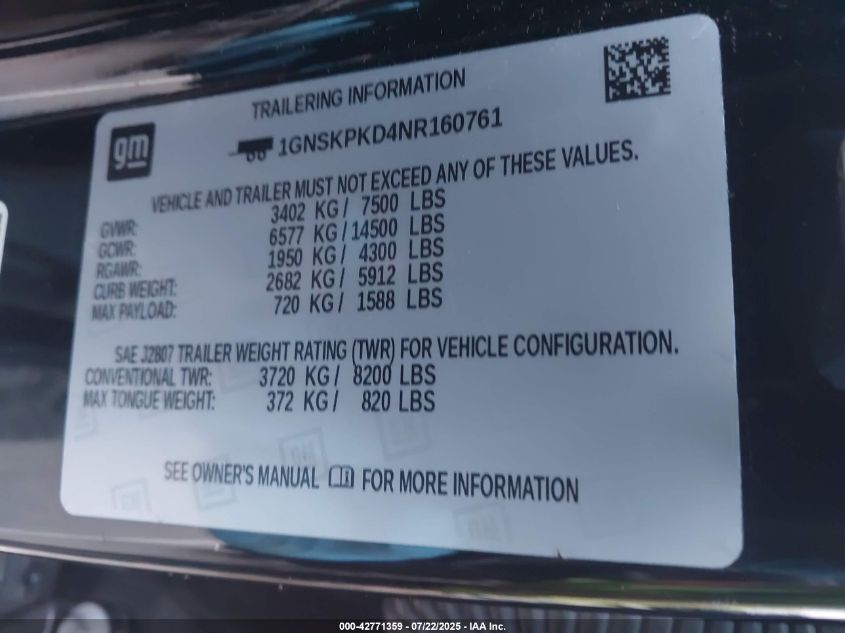 TRAILERING INFORMATION
gm
1GNSKPKD4NR160761
VEHICLE AND TRAILER MUST NOT EXCEED ANY OF THESE VALUES.
GVWR: 3402 KG / 7500 LBS
GCWR: 6577 KG / 14500 LBS
RGAWR: 1950 KG / 4300 LBS
CURB WEIGHT: 2682 KG / 5912 LBS
MAX PAYLOAD: 720 KG / 1588 LBS
SAE J2807 TRAILER WEIGHT RATING (TWR) FOR VEHICLE CONFIGURATION.
CONVENTIONAL TWR: 3720 KG / 8200 LBS
MAX TONGUE WEIGHT: 372 KG / 820 LBS
SEE OWNER'S MANUAL FOR MORE INFORMATION
000-42771359 - 07/22/2025 - IAA Inc.